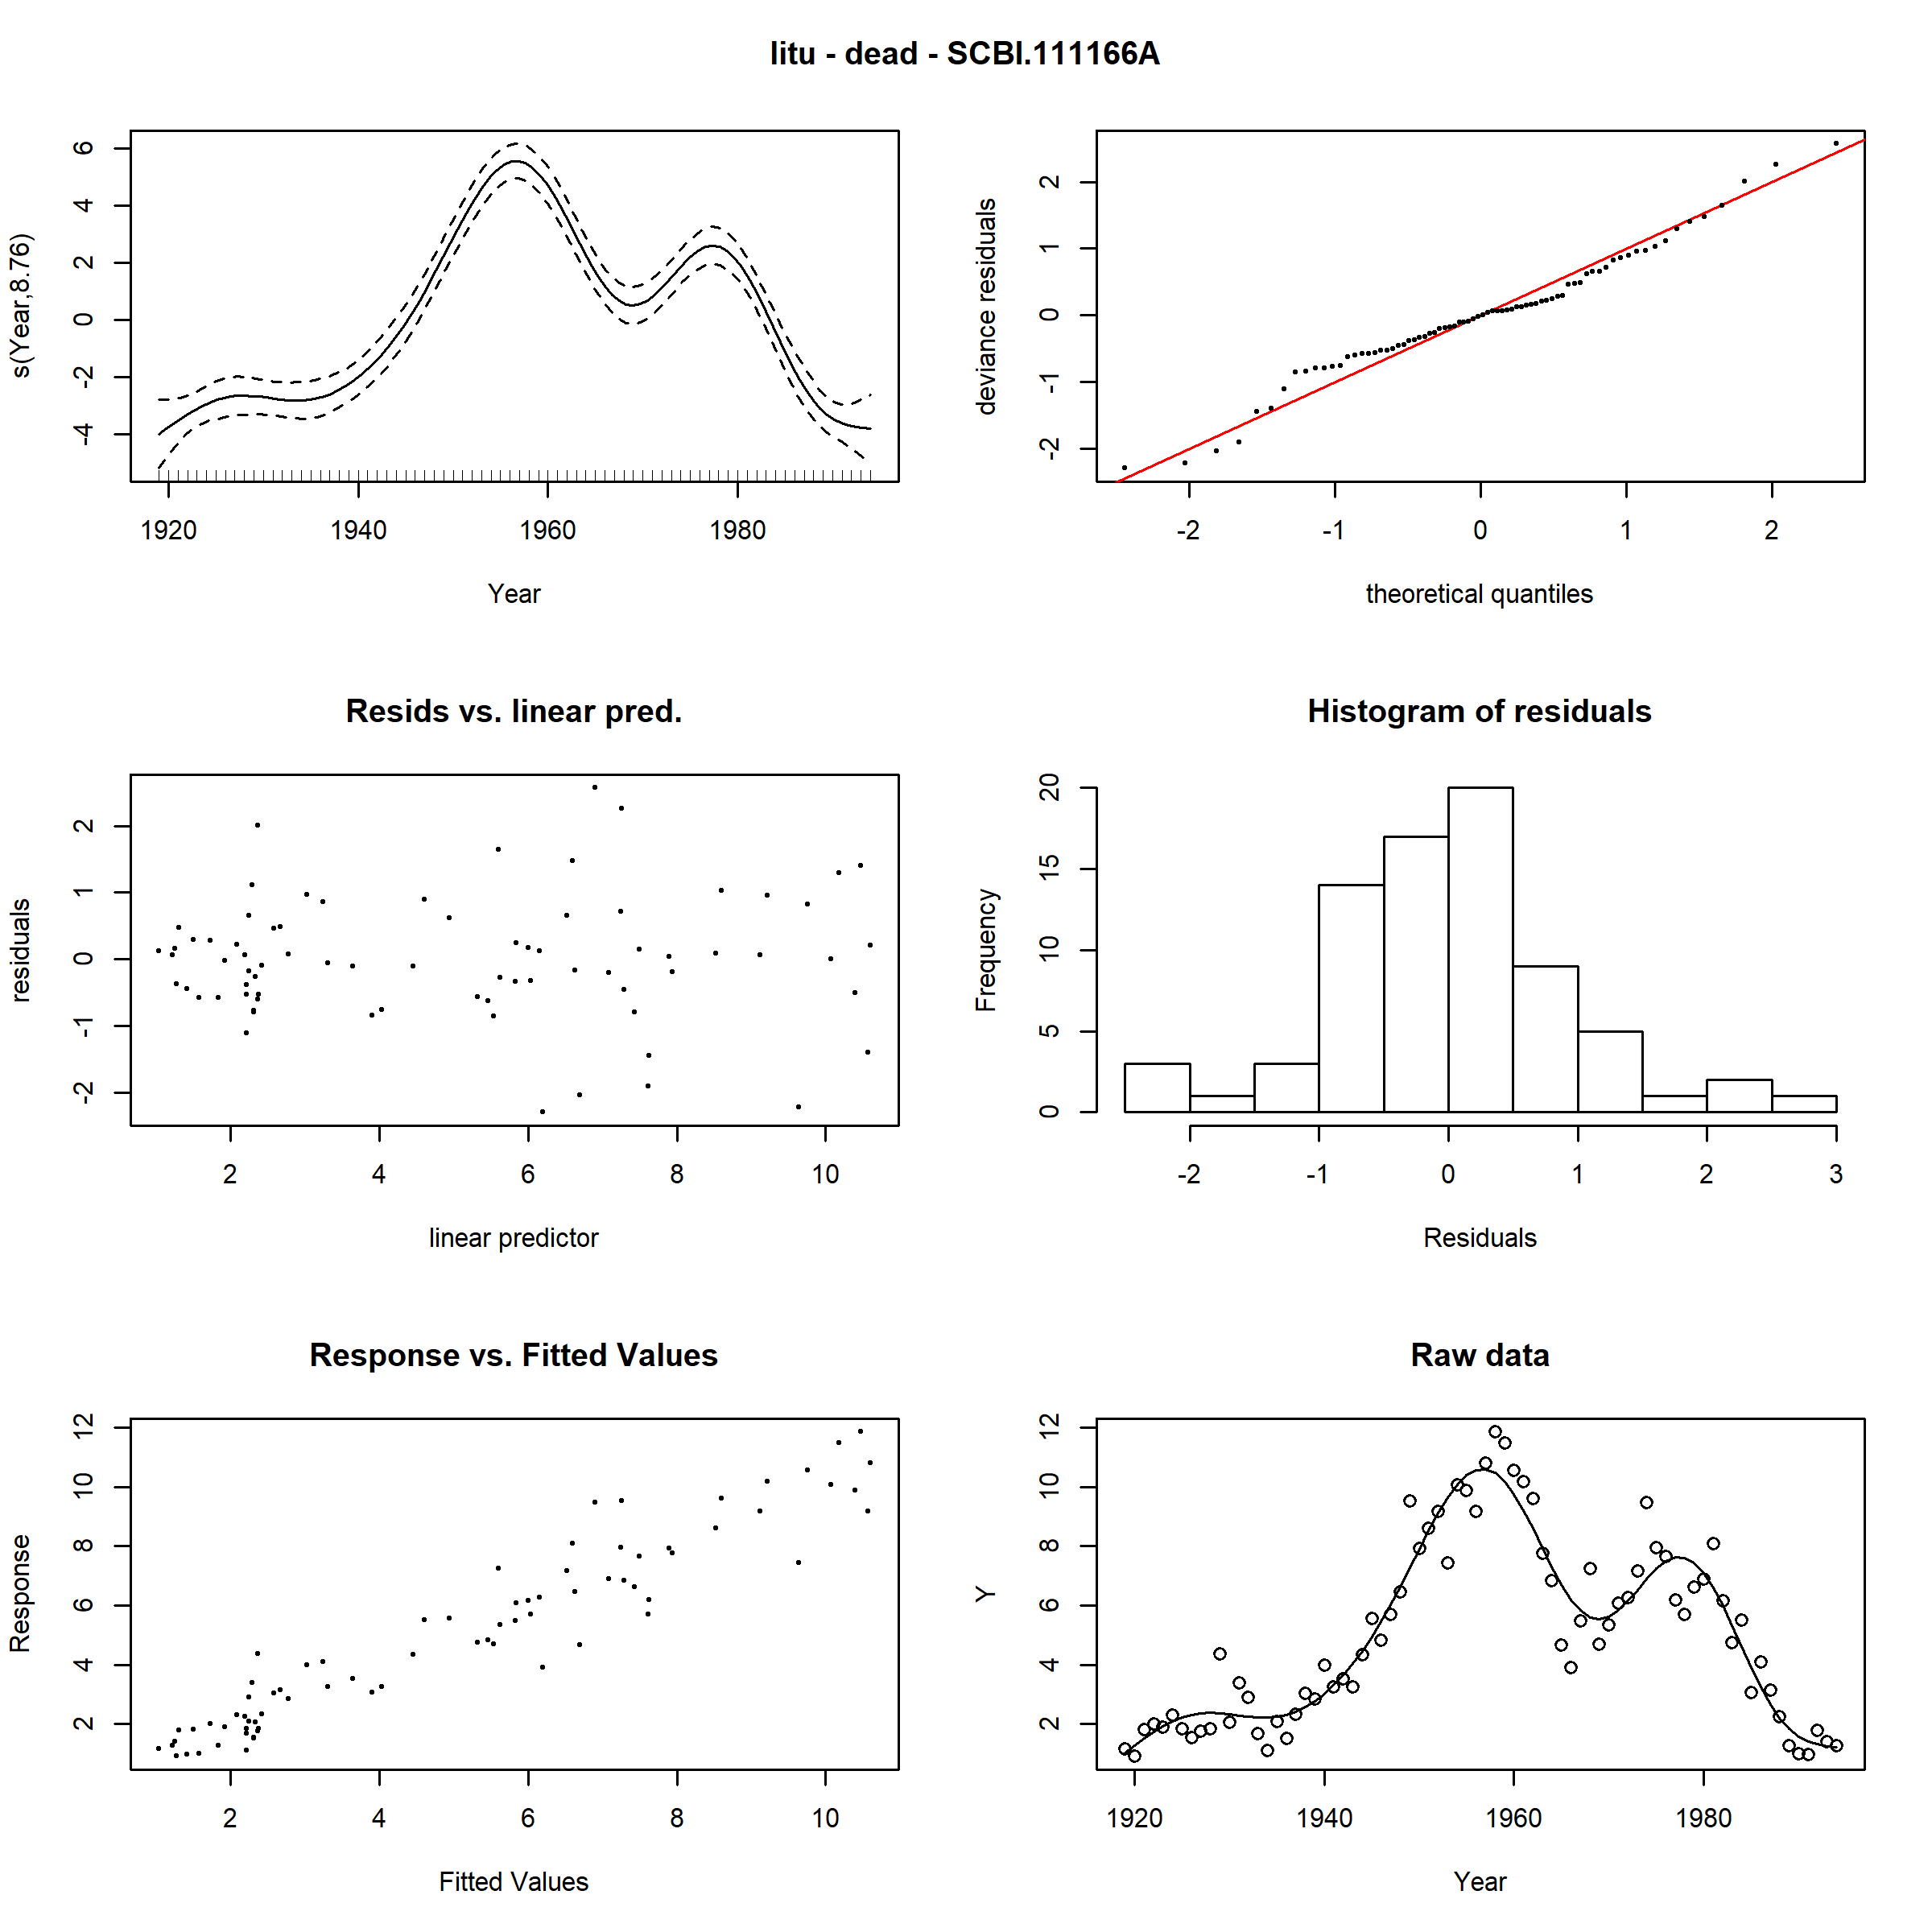 litu - dead - SCBI.111166A
s(Year,8.76)
6
4
2
0
-2
-4
1920 1940 1960 1980
Year
deviance residuals
2
1
0
-1
-2
-2 -1 0 1 2
theoretical quantiles
Resids vs. linear pred.
residuals
2
1
0
-1
-2
2 4 6 8 10
linear predictor
Histogram of residuals
Frequency
20
15
10
5
0
-2 -1 0 1 2 3
Residuals
Response vs. Fitted Values
Response
12
10
8
6
4
2
2 4 6 8 10
Fitted Values
Raw data
Y
12
10
8
6
4
2
1920 1940 1960 1980
Year